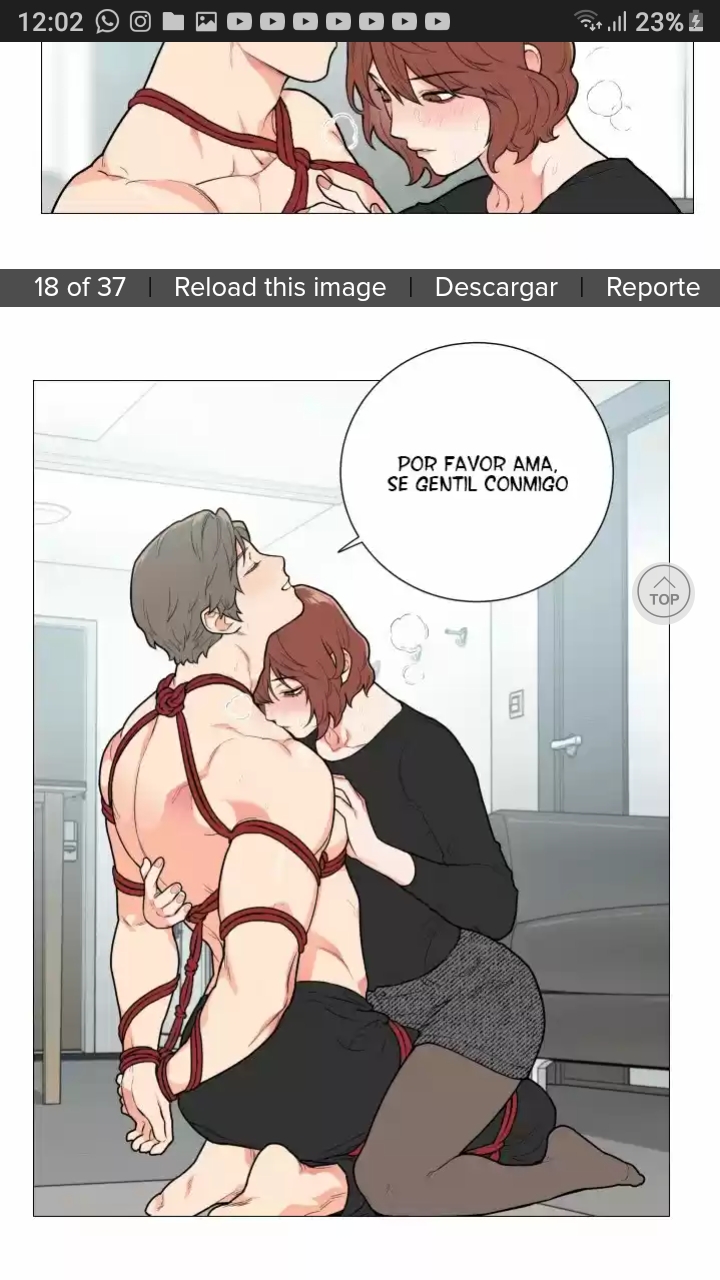 12:02 23%
18 of 37 | Reload this image | Descargar | Reporte
POR FAVOR AMA,
SE GENTIL CONMIGO
TOP